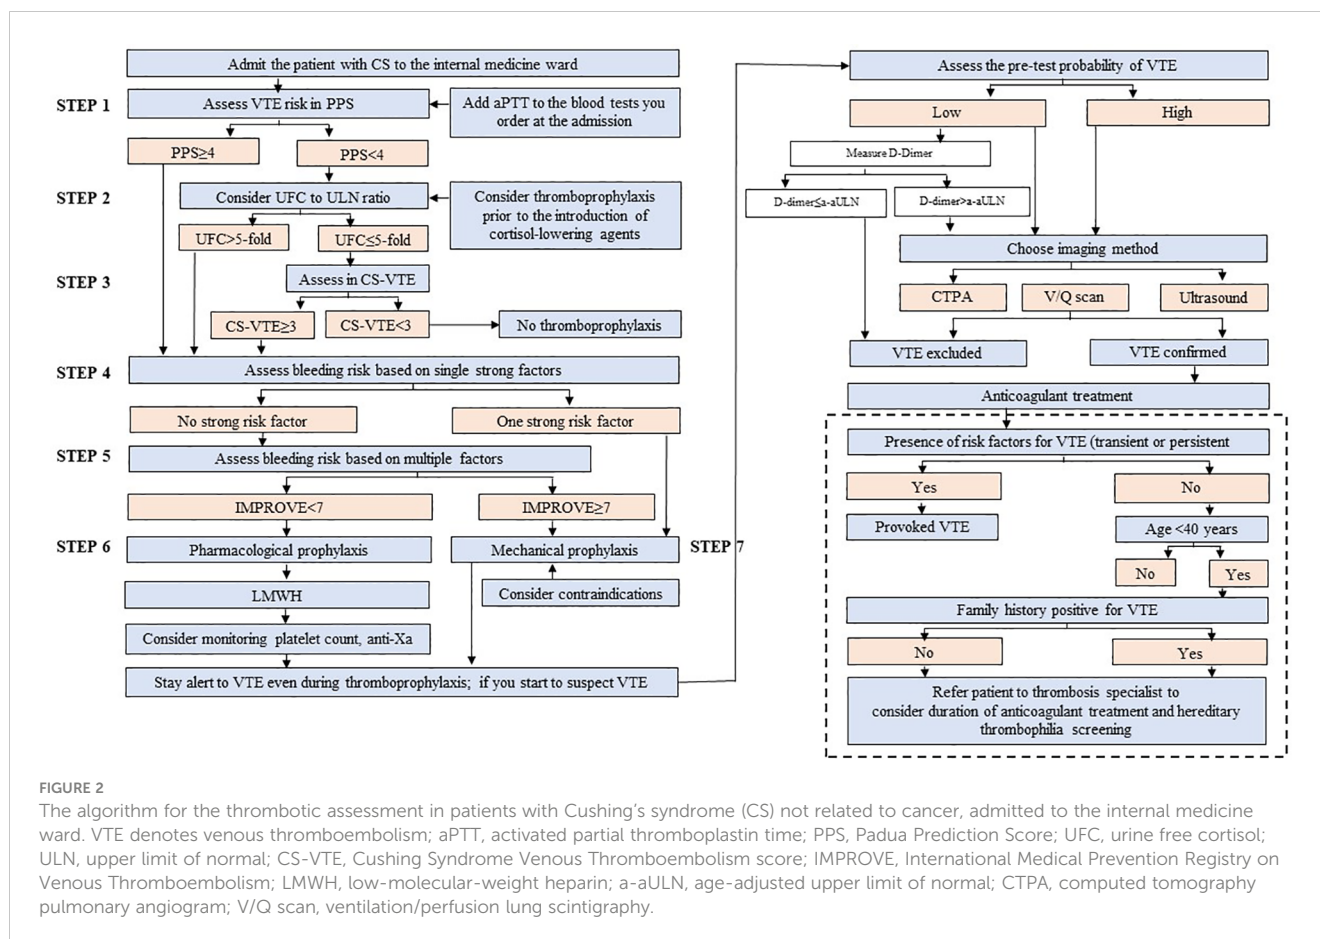 Admit the patient with CS to the internal medicine ward
STEP 1
Assess VTE risk in PPS
Add aPTT to the blood tests you
order at the admission
PPS≥4
PPS<4
STEP 2
Consider UFC to ULN ratio
Consider thromboprophylaxis
prior to the introduction of
cortisol-lowering agents
UFC>5-fold
UFC≤5-fold
STEP 3
Assess in CS-VTE
CS-VTE≥3
CS-VTE<3
No thromboprophylaxis
STEP 4
Assess bleeding risk based on single strong factors
No strong risk factor
One strong risk factor
STEP 5
Assess bleeding risk based on multiple factors
IMPROVE<7
IMPROVE≥7
STEP 6
Pharmacological prophylaxis
Mechanical prophylaxis
LMWH
Consider contraindications
Consider monitoring platelet count, anti-Xa
Stay alert to VTE even during thromboprophylaxis; if you start to suspect VTE
STEP 7
Assess the pre-test probability of VTE
Low
High
Measure D-Dimer
D-dimer≤a-aULN
D-dimer>a-aULN
Choose imaging method
CTPA
V/Q scan
Ultrasound
VTE excluded
VTE confirmed
Anticoagulant treatment
Presence of risk factors for VTE (transient or persistent
Yes
No
Provoked VTE
Age <40 years
No
Yes
Family history positive for VTE
No
Yes
Refer patient to thrombosis specialist to
consider duration of anticoagulant treatment and hereditary
thrombophilia screening
FIGURE 2
The algorithm for the thrombotic assessment in patients with Cushing's syndrome (CS) not related to cancer, admitted to the internal medicine
ward. VTE denotes venous thromboembolism; aPTT, activated partial thromboplastin time; PPS, Padua Prediction Score; UFC, urine free cortisol;
ULN, upper limit of normal; CS-VTE, Cushing Syndrome Venous Thromboembolism score; IMPROVE, International Medical Prevention Registry on
Venous Thromboembolism; LMWH, low-molecular-weight heparin; a-aULN, age-adjusted upper limit of normal; CTPA, computed tomography
pulmonary angiogram; V/Q scan, ventilation/perfusion lung scintigraphy.